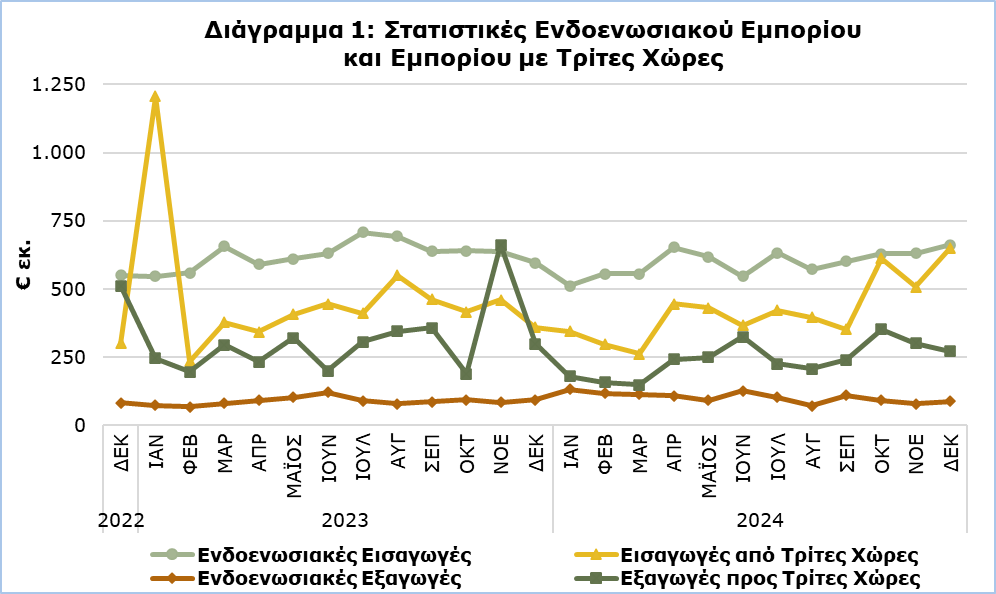 Διάγραμμα 1: Στατιστικές Ενδοενωσιακού Εμπορίου
και Εμπορίου με Τρίτες Χώρες
1.250
1.000
750
500
250
0
€ εκ.
ΔΕΚ ΙΑΝ ΦΕΒ ΜΑΡ ΑΠΡ ΜΑΪΟΣ ΙΟΥΝ ΙΟΥΛ ΑΥΓ ΣΕΠ ΟΚΤ ΝΟΕ ΔΕΚ ΙΑΝ ΦΕΒ ΜΑΡ ΑΠΡ ΜΑΪΟΣ ΙΟΥΝ ΙΟΥΛ ΑΥΓ ΣΕΠ ΟΚΤ ΝΟΕ ΔΕΚ
2022 2023 2024
Ενδοενωσιακές Εισαγωγές Εισαγωγές από Τρίτες Χώρες
Ενδοενωσιακές Εξαγωγές Εξαγωγές προς Τρίτες Χώρες